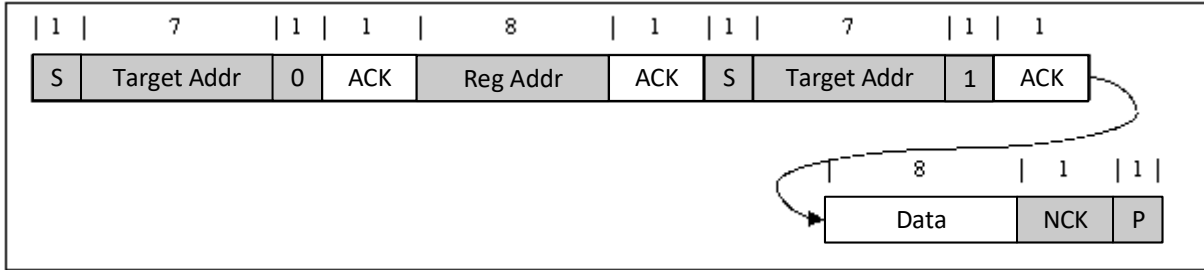 | 1 | 7 | 1 | 1 | 8 | 1 | 1 | 7 | 1 | 1
S Target Addr 0 ACK Reg Addr ACK S Target Addr 1 ACK
| 8 | 1 | 1 |
Data NCK P